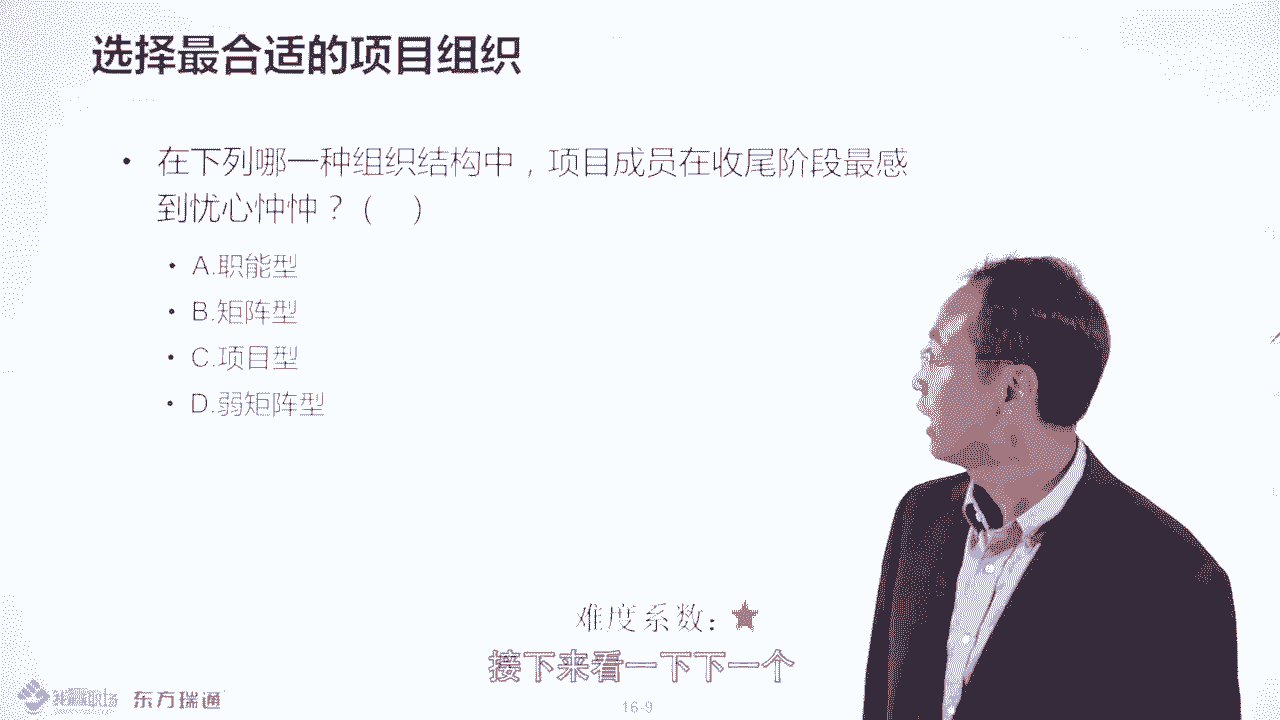 选择最合适的项目组织
• 在下列哪一种组织结构中，项目成员在收尾阶段最感
到忧心忡忡？（ ）
• A.职能型
• B.矩阵型
• C.项目型
• D.弱矩阵型
难度系数：★
接下来看一下下一个
东方瑞通
16-9